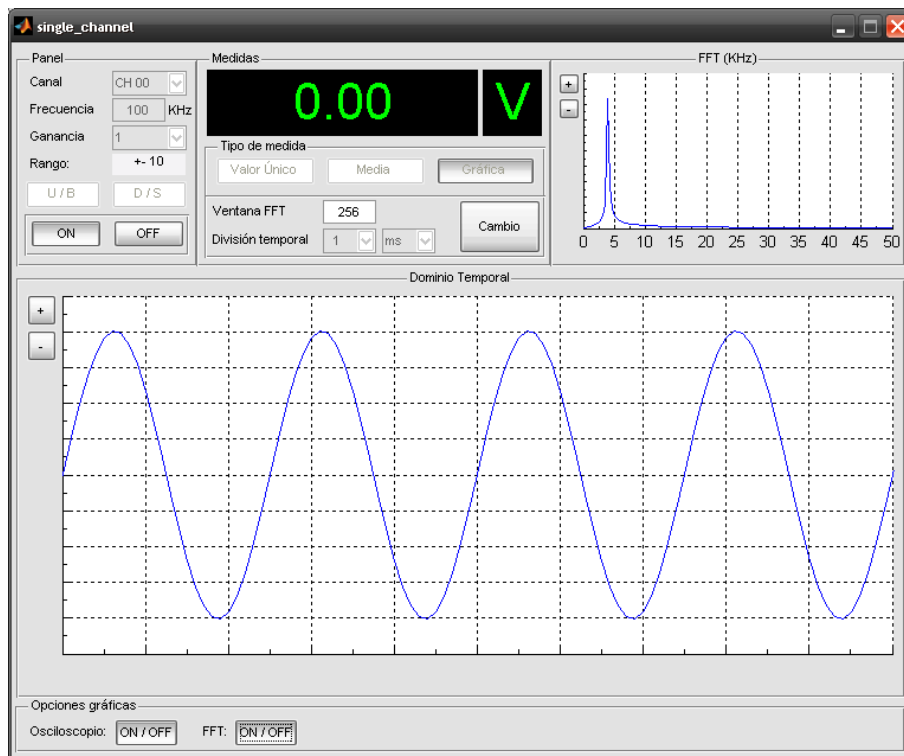 single_channel
Panel
Canal CH 00
Frecuencia 100 KHz
Ganancia 1
Rango: +- 10
U / B D / S
ON OFF
Medidas
0.00 V
Tipo de medida
Valor Único Media Gráfica
Ventana FFT 256
División temporal 1 ms
Cambio
FFT (KHz)
+
-
0 5 10 15 20 25 30 35 40 45 50
Dominio Temporal
+
-
Opciones gráficas
Osciloscopio: ON / OFF FFT: ON / OFF